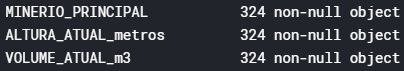 MINERIO_PRINCIPAL 324 non-null object
ALTURA_ATUAL_metros 324 non-null object
VOLUME_ATUAL_m3 324 non-null object